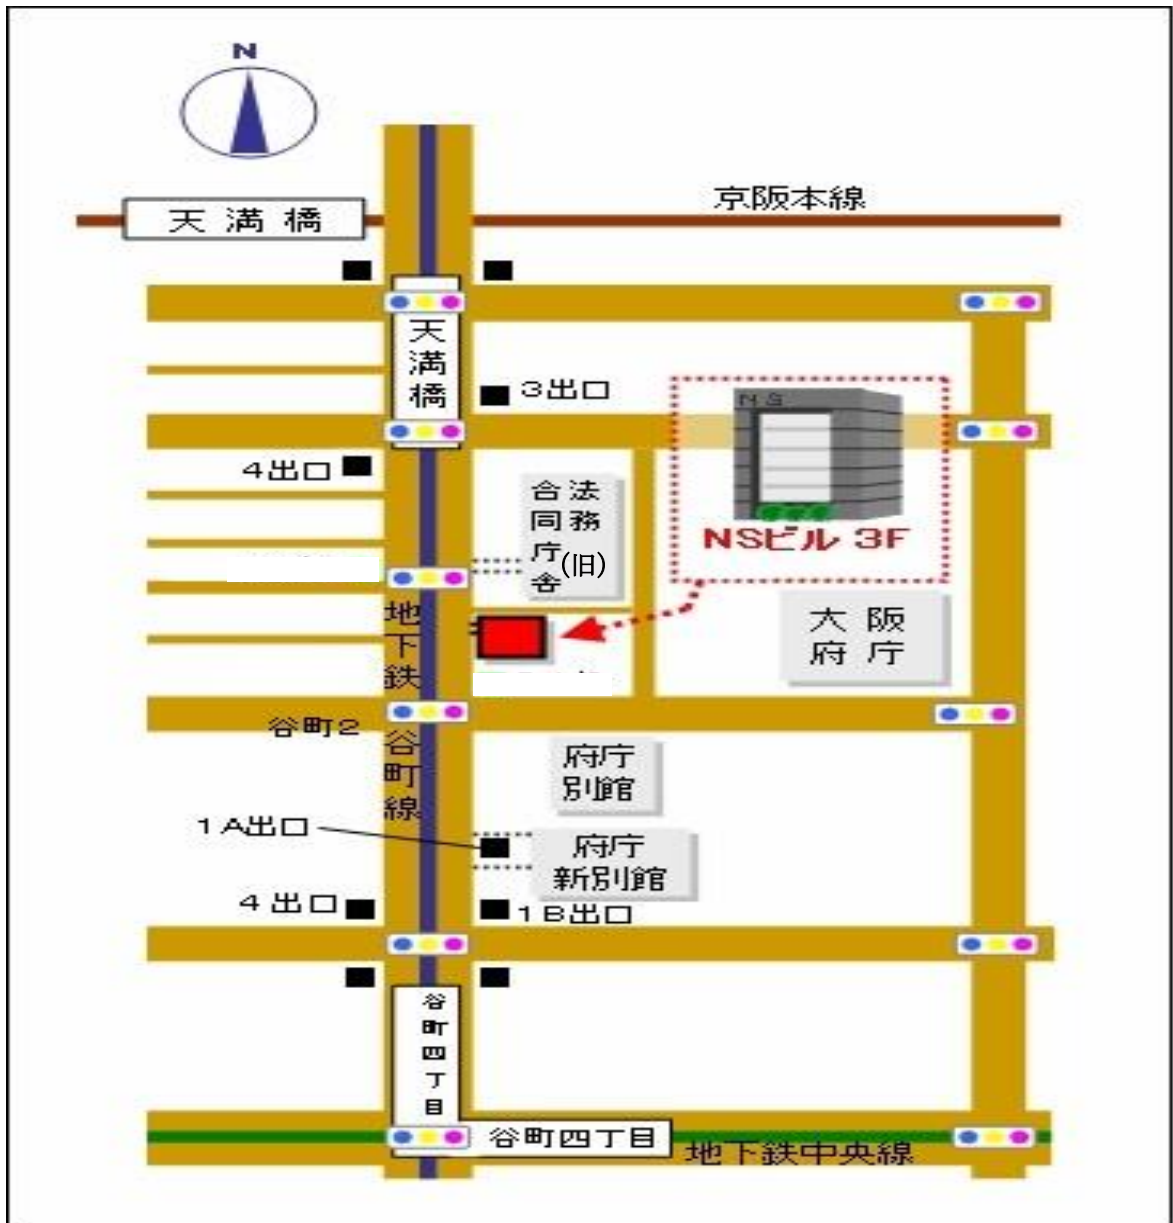 N
京阪本線
天満橋
天満橋
3出口
NS
4出口
合法
同務
庁
舎
(旧)
NSビル 3F
大阪
府庁
地下鉄谷町線
谷町2
府庁
別館
1A出口
府庁
新別館
4出口
1B出口
谷町四丁目
谷町四丁目
地下鉄中央線